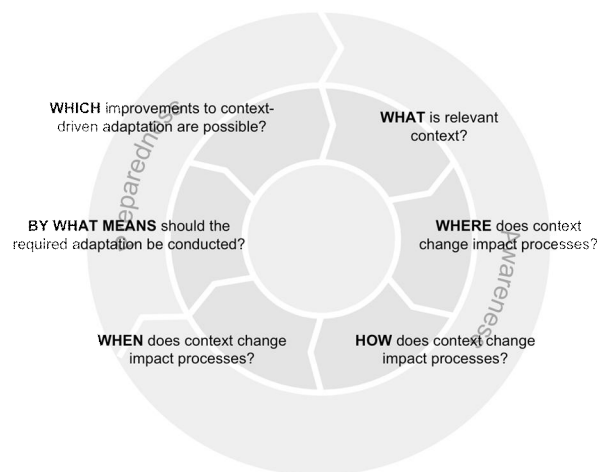 WHICH improvements to context-
driven adaptation are possible?
WHAT is relevant
context?
BY WHAT MEANS should the
required adaptation be conducted?
WHERE does context
change impact processes?
WHEN does context change
impact processes?
HOW does context change
impact processes?
Awareness